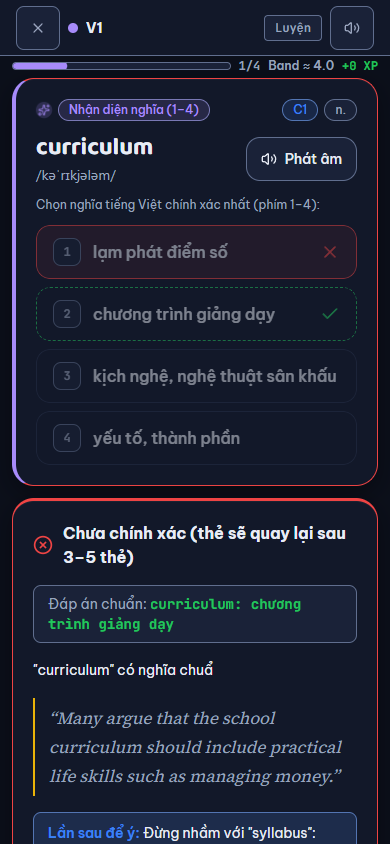 V1
Luyện
1/4 Band ≈ 4.0 +0 XP
Nhận diện nghĩa (1–4)
C1
n.
curriculum
Phát âm
/kəˈrɪkjələm/
Chọn nghĩa tiếng Việt chính xác nhất (phím 1–4):
1 lạm phát điểm số
2 chương trình giảng dạy
3 kịch nghệ, nghệ thuật sân khấu
4 yếu tố, thành phần
Chưa chính xác (thẻ sẽ quay lại sau
3–5 thẻ)
Đáp án chuẩn: curriculum: chương
trình giảng dạy
"curriculum" có nghĩa chuẩ
“Many argue that the school
curriculum should include practical
life skills such as managing money.”
Lần sau để ý: Đừng nhầm với "syllabus":